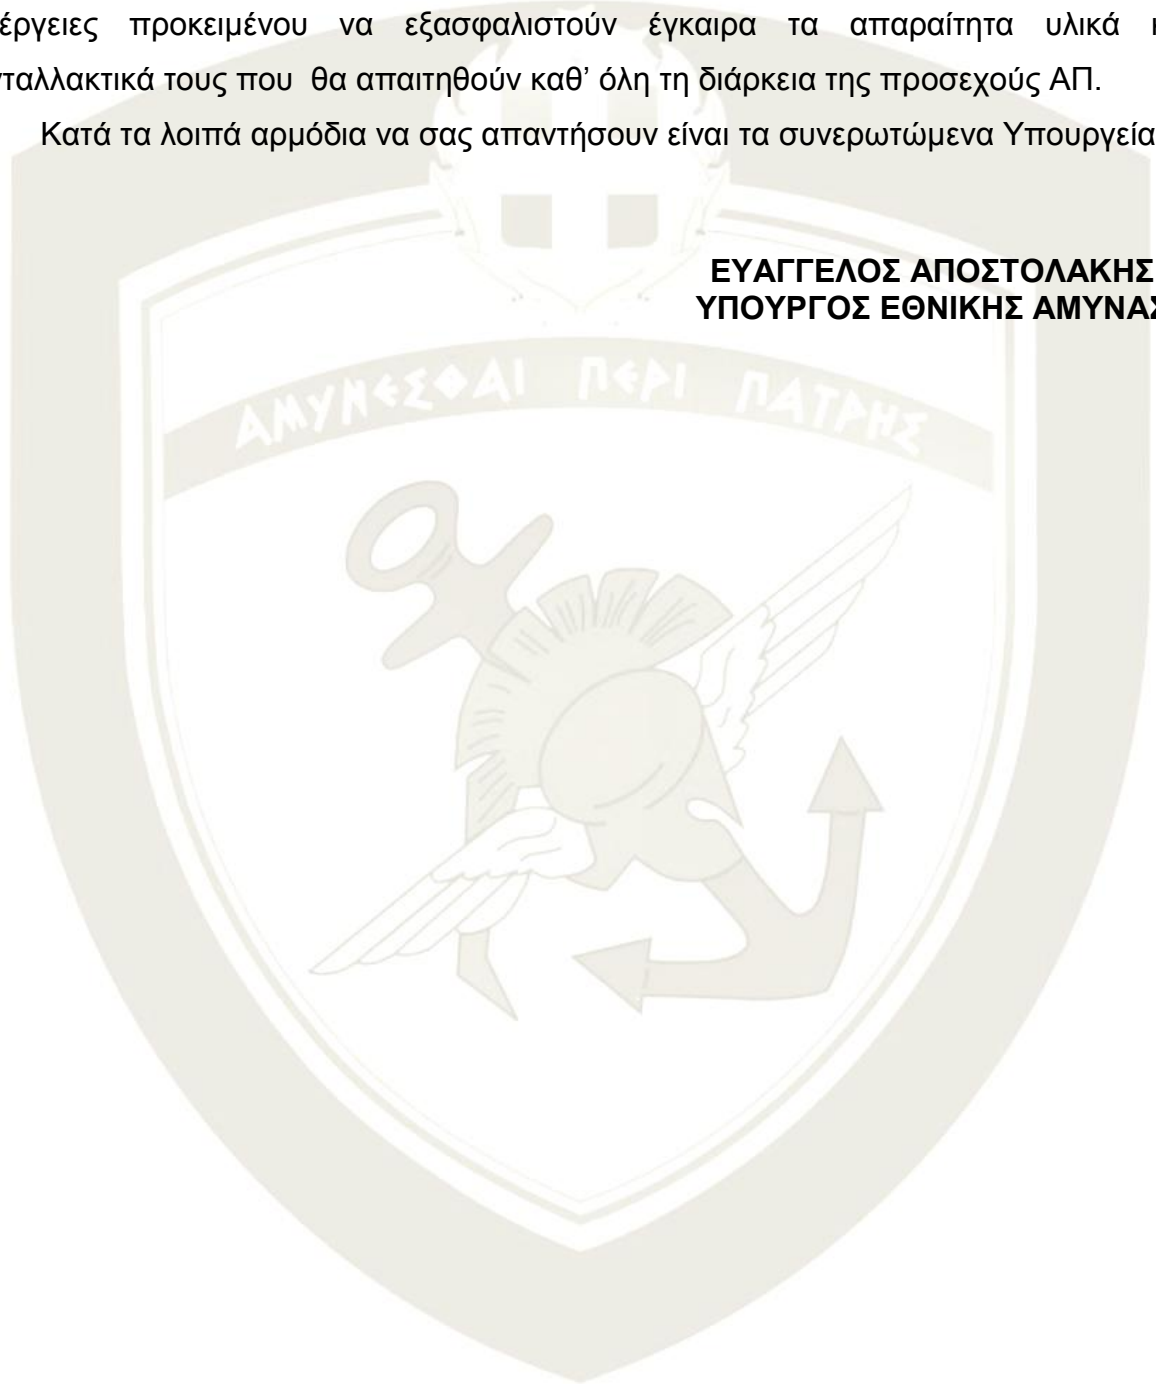 έργειες προκειμένου να εξασφαλιστούν έγκαιρα τα απαραίτητα υλικά
νταλλακτικά τους που θα απαιτηθούν καθ’ όλη τη διάρκεια της προσεχούς ΑΠ.
Κατά τα λοιπά αρμόδια να σας απαντήσουν είναι τα συνερωτώμενα Υπουργεία
ΕΥΑΓΓΕΛΟΣ ΑΠΟΣΤΟΛΑΚΗΣ
ΥΠΟΥΡΓΟΣ ΕΘΝΙΚΗΣ ΑΜΥΝΑΣ
ΑΜΥΝΕΣΘΑΙ ΠΕΡΙ ΠΑΤΡΗΣ